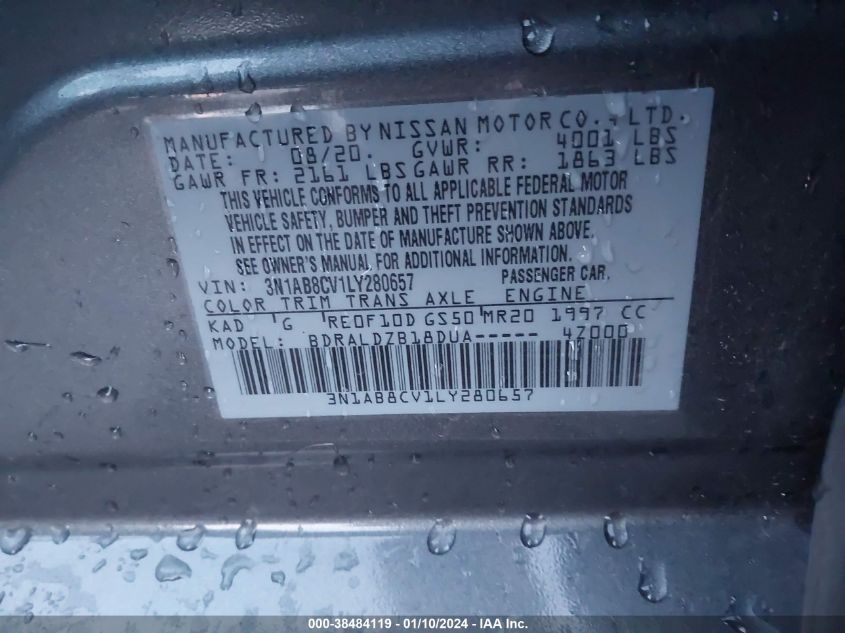 MANUFACTURED BY NISSAN MOTOR CO., LTD.
DATE: 08/20. GVWR: 4001 LBS
GAWR FR: 2161 LBS GAWR RR: 1863 LBS
THIS VEHICLE CONFORMS TO ALL APPLICABLE FEDERAL MOTOR
VEHICLE SAFETY, BUMPER AND THEFT PREVENTION STANDARDS
IN EFFECT ON THE DATE OF MANUFACTURE SHOWN ABOVE.
SEE OWNER'S MANUAL FOR ADDITIONAL INFORMATION.
VIN: 3N1AB8CV1LY280657 PASSENGER CAR.
COLOR TRIM TRANS AXLE ENGINE
KAD G RE0F10D GS50 MR20 1997 CC
MODEL: BDRALDZB18DUA----- 47000
3N1AB8CV1LY280657
000-38484119 - 01/10/2024 - IAA Inc.